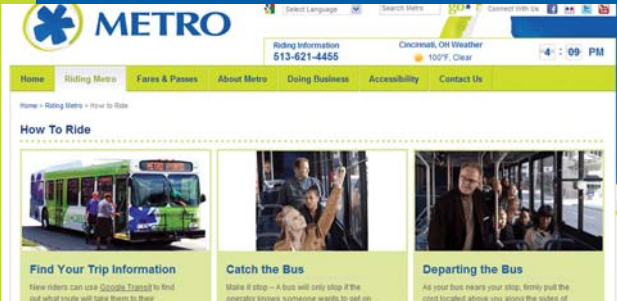 METRO
Select Language
Search Metro
go
Connect With Us
Riding Information
513-621-4455
Cincinnati, OH Weather
100°F, Clear
4 : 09 PM
Home
Riding Metro
Fares & Passes
About Metro
Doing Business
Accessibility
Contact Us
Home > Riding Metro > How to Ride
How To Ride
Find Your Trip Information
New riders can use Google Transit to find
out what route will take them to their
Catch the Bus
Make it stop – A bus will only stop if the
operator knows someone wants to get on
Departing the Bus
As your bus nears your stop, firmly pull the
cord located above you along the sides of